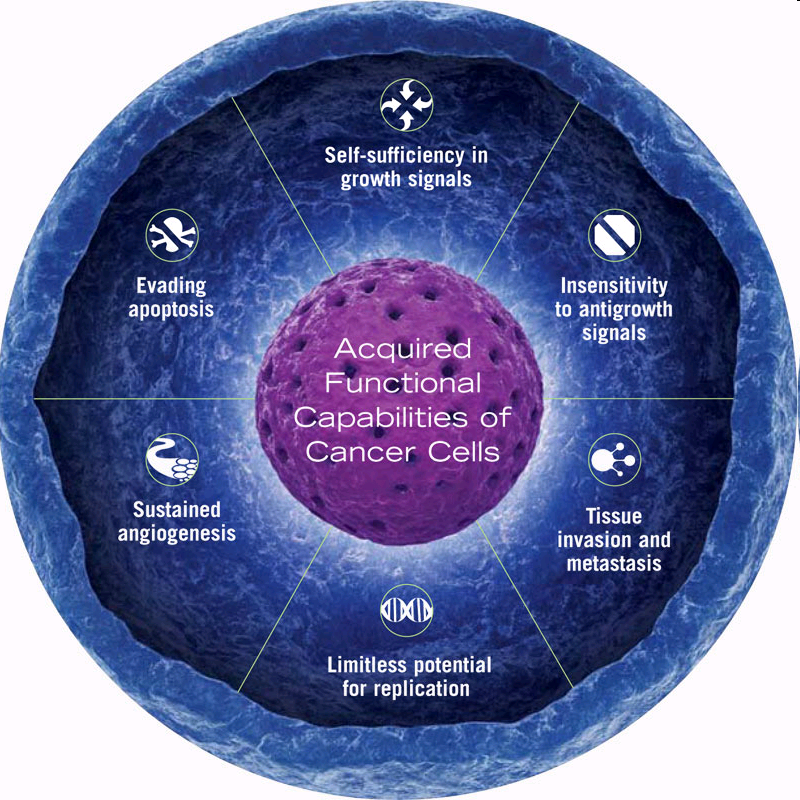 Self-sufficiency in
growth signals
Evading
apoptosis
Insensitivity
to antigrowth
signals
Acquired
Functional
Capabilities of
Cancer Cells
Sustained
angiogenesis
Tissue
invasion and
metastasis
Limitless potential
for replication